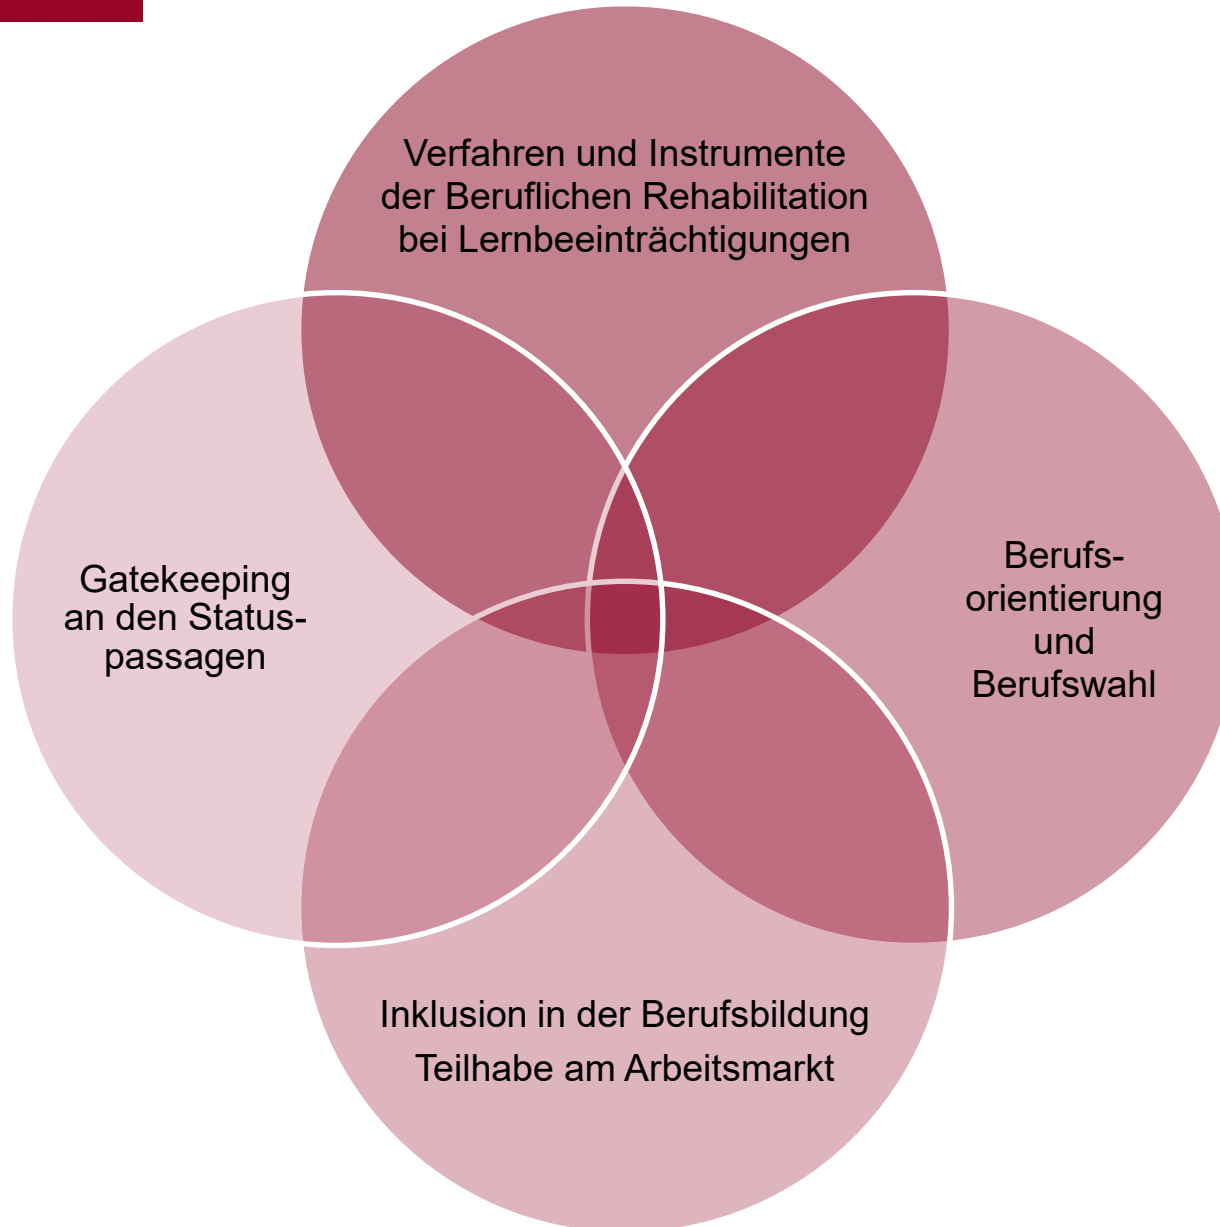 Verfahren und Instrumente
der Beruflichen Rehabilitation
bei Lernbeeinträchtigungen
Gatekeeping
an den Status-
passagen
Berufs-
orientierung
und
Berufswahl
Inklusion in der Berufsbildung
Teilhabe am Arbeitsmarkt